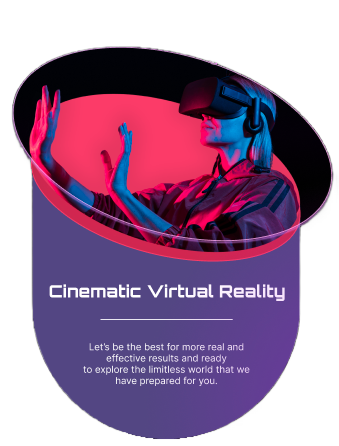 Cinematic Virtual Reality
Let's be the best for more real and
effective results and ready
to explore the limitless world that we
have prepared for you.